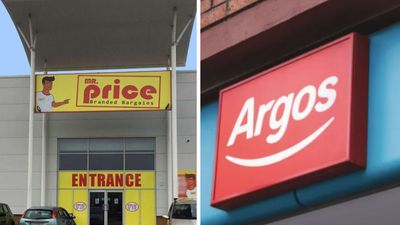 MR.
price
Branded Bargains
ENTRANCE
Argos